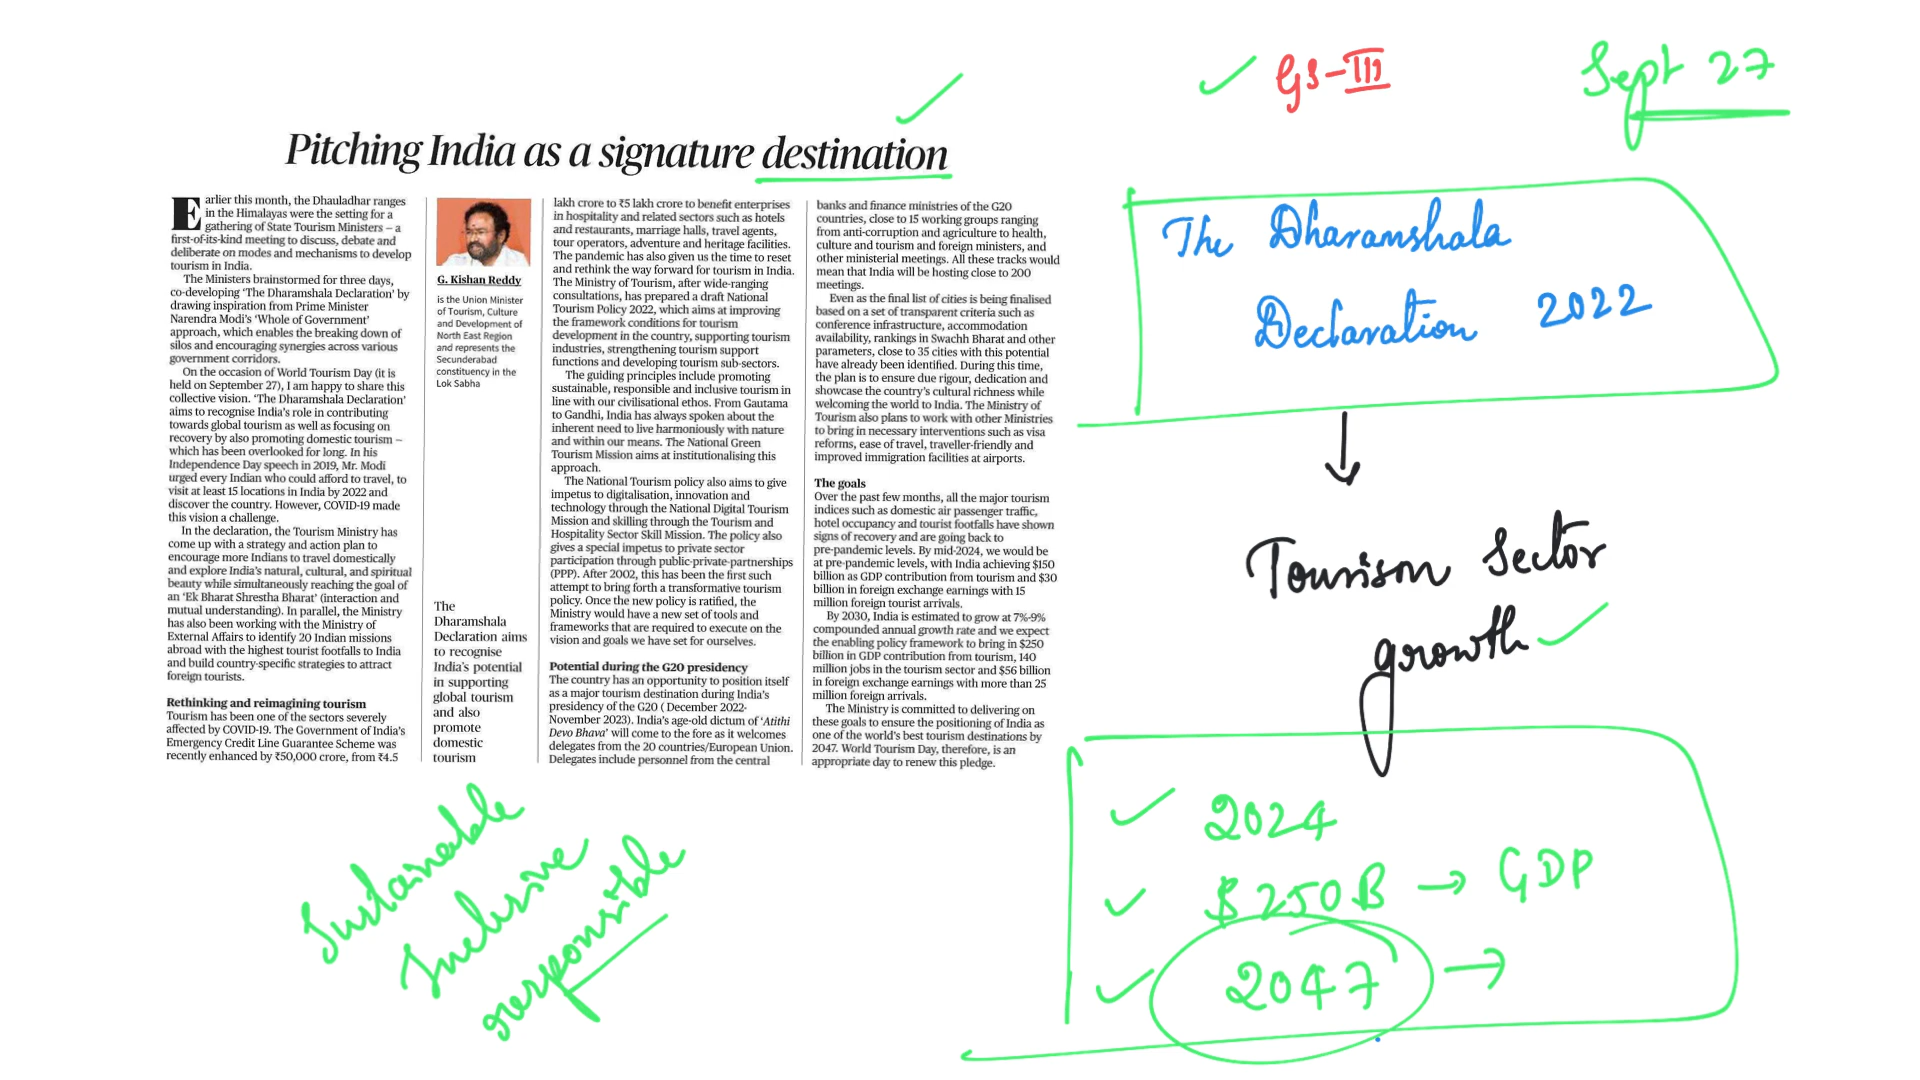 GS-III
Sept 27
Pitching India as a signature destination
Earlier this month, the Dhauladhar ranges
in the Himalayas were the setting for a
gathering of State Tourism Ministers – a
first-of-its-kind meeting to discuss, debate and
deliberate on modes and mechanisms to develop
tourism in India.
The Ministers brainstormed for three days,
co-developing 'The Dharamshala Declaration' by
drawing inspiration from Prime Minister
Narendra Modi's 'Whole of Government'
approach, which enables the breaking down of
silos and encouraging synergies across various
government corridors.
On the occasion of World Tourism Day (it is
held on September 27), I am happy to share this
collective vision. 'The Dharamshala Declaration'
aims to recognise India's role in contributing
towards global tourism as well as focusing on
recovery by also promoting domestic tourism –
which has been overlooked for long. In his
Independence Day speech in 2019, Mr. Modi
urged every Indian who could afford to travel, to
visit at least 15 locations in India by 2022 and
discover the country. However, COVID-19 made
this vision a challenge.
In the declaration, the Tourism Ministry has
come up with a strategy and action plan to
encourage more Indians to travel domestically
and explore India's natural, cultural, and spiritual
beauty while simultaneously reaching the goal of
an 'Ek Bharat Shrestha Bharat' (interaction and
mutual understanding). In parallel, the Ministry
has also been working with the Ministry of
External Affairs to identify 20 Indian missions
abroad with the highest tourist footfalls to India
and build country-specific strategies to attract
foreign tourists.
Rethinking and reimagining tourism
Tourism has been one of the sectors severely
affected by COVID-19. The Government of India's
Emergency Credit Line Guarantee Scheme was
recently enhanced by ₹50,000 crore, from ₹4.5
G. Kishan Reddy
is the Union Minister
of Tourism, Culture
and Development of
North East Region
and represents the
Secunderabad
constituency in the
Lok Sabha
The
Dharamshala
Declaration aims
to recognise
India's potential
in supporting
global tourism
and also
promote
domestic
tourism
lakh crore to ₹5 lakh crore to benefit enterprises
in hospitality and related sectors such as hotels
and restaurants, marriage halls, travel agents,
tour operators, adventure and heritage facilities.
The pandemic has also given us the time to reset
and rethink the way forward for tourism in India.
The Ministry of Tourism, after wide-ranging
consultations, has prepared a draft National
Tourism Policy 2022, which aims at improving
the framework conditions for tourism
development in the country, supporting tourism
industries, strengthening tourism support
functions and developing tourism sub-sectors.
The guiding principles include promoting
sustainable, responsible and inclusive tourism in
line with our civilisational ethos. From Gautama
to Gandhi, India has always spoken about the
inherent need to live harmoniously with nature
and within our means. The National Green
Tourism Mission aims at institutionalising this
approach.
The National Tourism policy also aims to give
impetus to digitalisation, innovation and
technology through the National Digital Tourism
Mission and skilling through the Tourism and
Hospitality Sector Skill Mission. The policy also
gives a special impetus to private sector
participation through public-private-partnerships
(PPP). After 2002, this has been the first such
attempt to bring forth a transformative tourism
policy. Once the new policy is ratified, the
Ministry would have a new set of tools and
frameworks that are required to execute on the
vision and goals we have set for ourselves.
Potential during the G20 presidency
The country has an opportunity to position itself
as a major tourism destination during India's
presidency of the G20 ( December 2022-
November 2023). India's age-old dictum of 'Atithi
Devo Bhava' will come to the fore as it welcomes
delegates from the 20 countries/European Union.
Delegates include personnel from the central
banks and finance ministries of the G20
countries, close to 15 working groups ranging
from anti-corruption and agriculture to health,
culture and tourism and foreign ministers, and
other ministerial meetings. All these tracks would
mean that India will be hosting close to 200
meetings.
Even as the final list of cities is being finalised
based on a set of transparent criteria such as
conference infrastructure, accommodation
availability, rankings in Swachh Bharat and other
parameters, close to 35 cities with this potential
have already been identified. During this time,
the plan is to ensure due rigour, dedication and
showcase the country's cultural richness while
welcoming the world to India. The Ministry of
Tourism also plans to work with other Ministries
to bring in necessary interventions such as visa
reforms, ease of travel, traveller-friendly and
improved immigration facilities at airports.
The goals
Over the past few months, all the major tourism
indices such as domestic air passenger traffic,
hotel occupancy and tourist footfalls have shown
signs of recovery and are going back to
pre-pandemic levels. By mid-2024, we would be
at pre-pandemic levels, with India achieving $150
billion as GDP contribution from tourism and $30
billion in foreign exchange earnings with 15
million foreign tourist arrivals.
By 2030, India is estimated to grow at 7%-9%
compounded annual growth rate and we expect
the enabling policy framework to bring in $250
billion in GDP contribution from tourism, 140
million jobs in the tourism sector and $56 billion
in foreign exchange earnings with more than 25
million foreign arrivals.
The Ministry is committed to delivering on
these goals to ensure the positioning of India as
one of the world's best tourism destinations by
2047. World Tourism Day, therefore, is an
appropriate day to renew this pledge.
The Dharamshala
Declaration 2022
Tourism Sector
growth
2024
$250B → GDP
2047 →
Sustainable
Inclusive
responsible